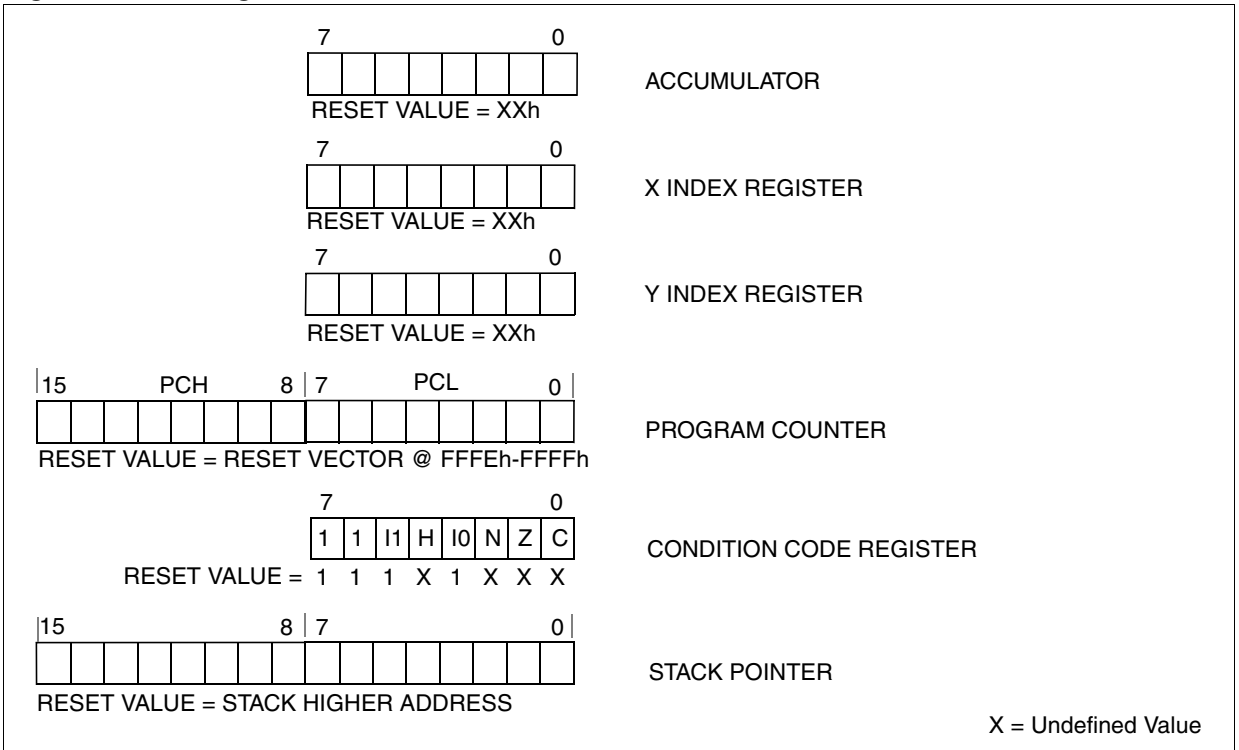 7 0
ACCUMULATOR
RESET VALUE = XXh
7 0
X INDEX REGISTER
RESET VALUE = XXh
7 0
Y INDEX REGISTER
RESET VALUE = XXh
15 PCH 8 7 PCL 0
PROGRAM COUNTER
RESET VALUE = RESET VECTOR @ FFFEh-FFFFh
7 0
1 1 I1 H I0 N Z C
CONDITION CODE REGISTER
RESET VALUE = 1 1 1 X 1 X X X
15 8 7 0
STACK POINTER
RESET VALUE = STACK HIGHER ADDRESS
X = Undefined Value